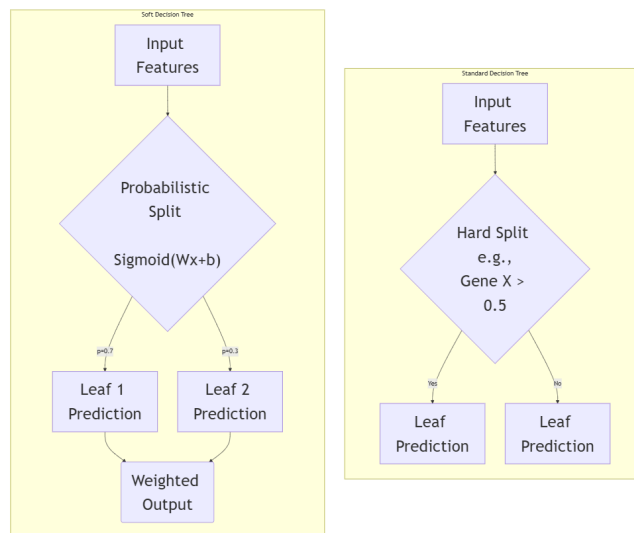 Soft Decision Tree
Input
Features
Probabilistic
Split
Sigmoid(Wx+b)
p=0.7
p=0.3
Leaf 1
Prediction
Leaf 2
Prediction
Weighted
Output
Standard Decision Tree
Input
Features
Hard Split
e.g.,
Gene X >
0.5
Yes
No
Leaf
Prediction
Leaf
Prediction